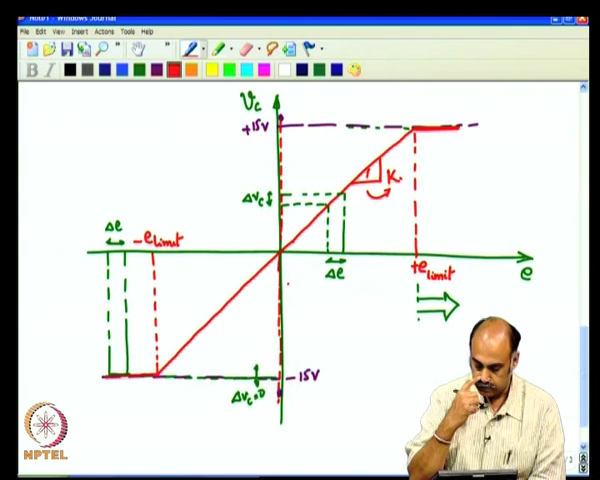 Note1 - Windows Journal
File Edit View Insert Actions Tools Help
B I
Vc
+15V
K
ΔVc
Δe
-elimit
Δe
+elimit
e
-15V
ΔVc=0
NPTEL